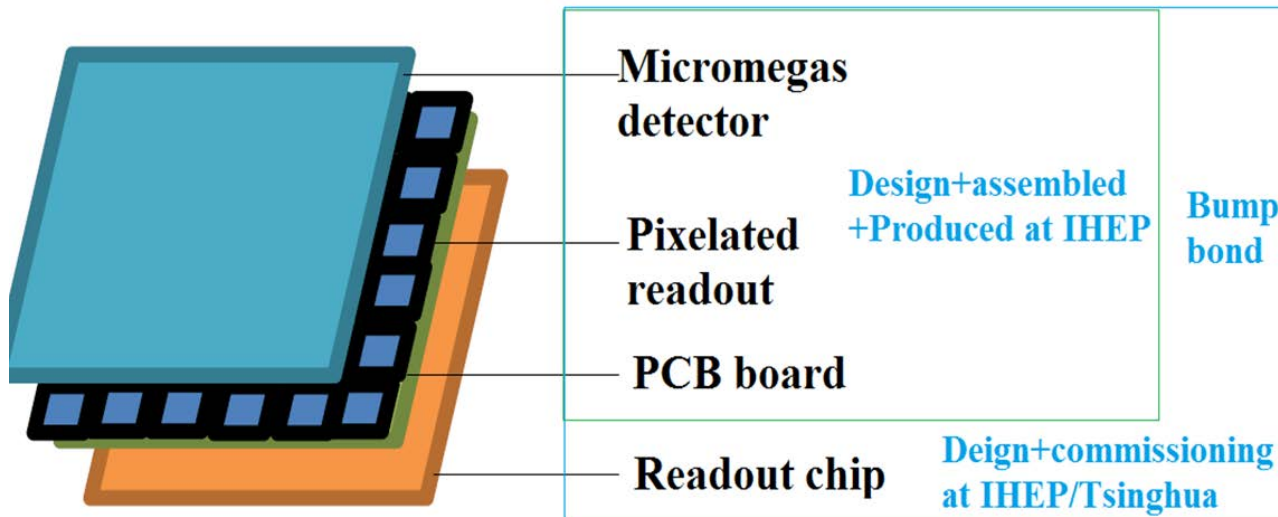 Micromegas
detector
Design+assembled
+Produced at IHEP
Bump
bond
Pixelated
readout
PCB board
Readout chip
Deign+commissioning
at IHEP/Tsinghua